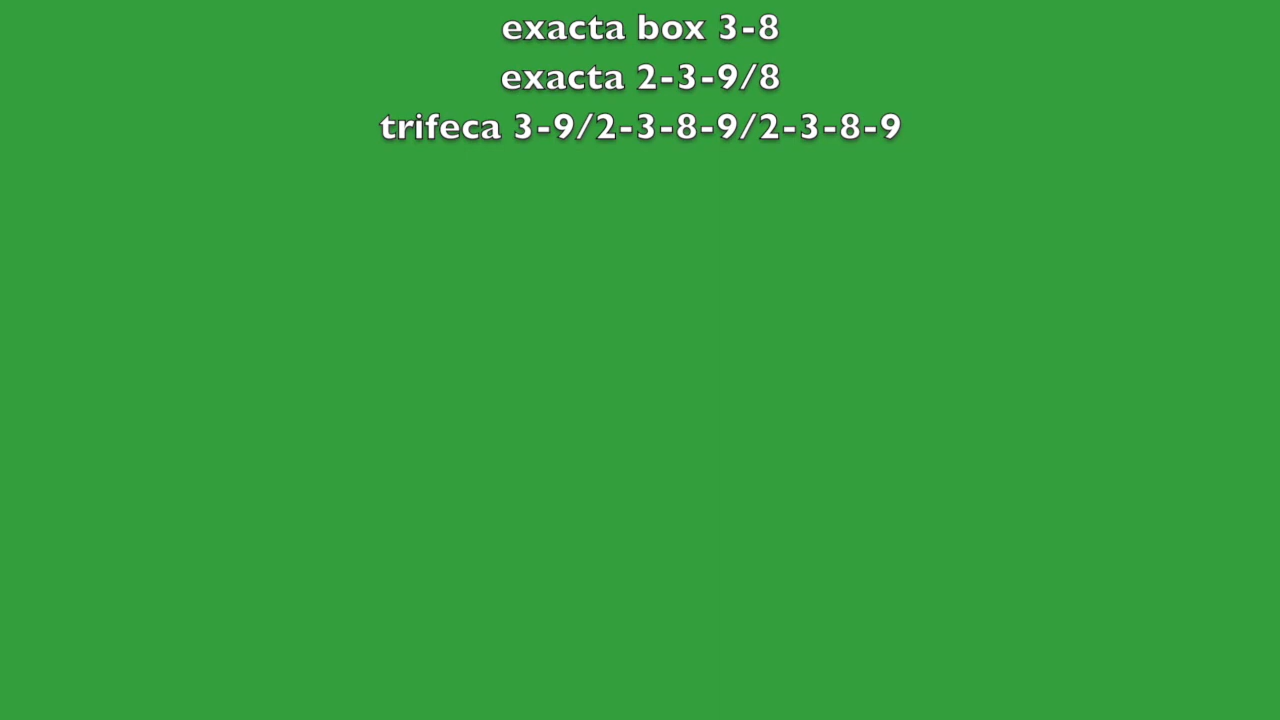 exacta box 3-8
exacta 2-3-9/8
trifeca 3-9/2-3-8-9/2-3-8-9